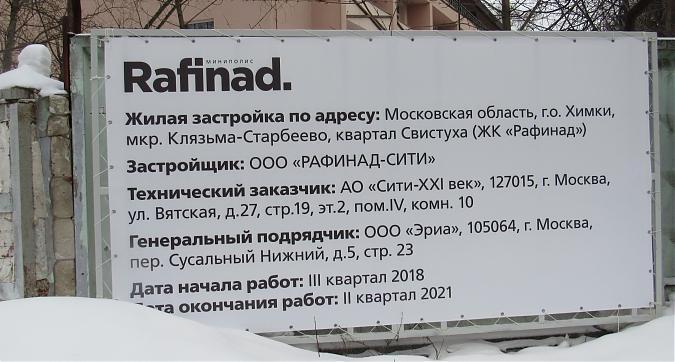 миниполис
Rafinad.
Жилая застройка по адресу: Московская область, г.о. Химки,
мкр. Клязьма-Старбеево, квартал Свистуха (ЖК «Рафинад»)
Застройщик: ООО «РАФИНАД-СИТИ»
Технический заказчик: АО «Сити-XXI век», 127015, г. Москва,
ул. Вятская, д.27, стр.19, эт.2, пом.IV, комн. 10
Генеральный подрядчик: ООО «Эриа», 105064, г. Москва,
пер. Сусальный Нижний, д.5, стр. 23
Дата начала работ: III квартал 2018
Дата окончания работ: II квартал 2021